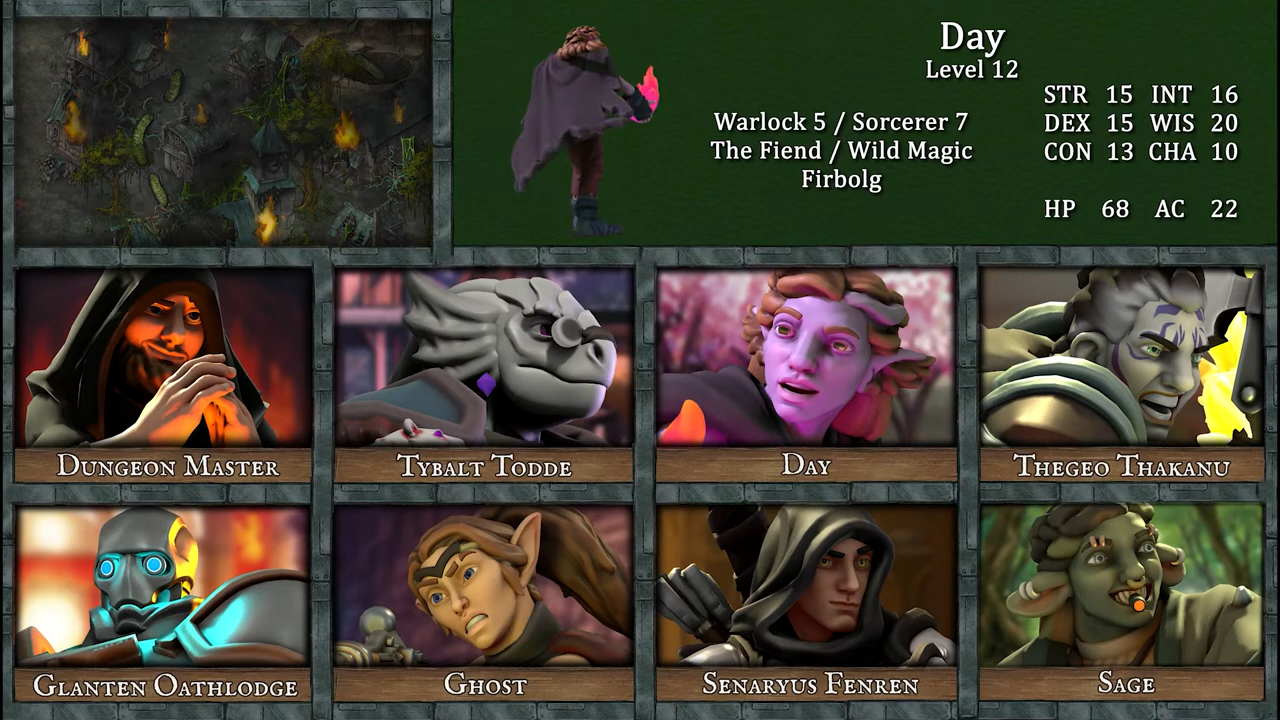 Day
Level 12
Warlock 5 / Sorcerer 7
The Fiend / Wild Magic
Firbolg
STR 15 INT 16
DEX 15 WIS 20
CON 13 CHA 10
HP 68 AC 22
Dungeon Master
Tybalt Todde
Day
Thegeo Thakanu
Glanten Oathlodge
Ghost
Senaryus Fenren
Sage